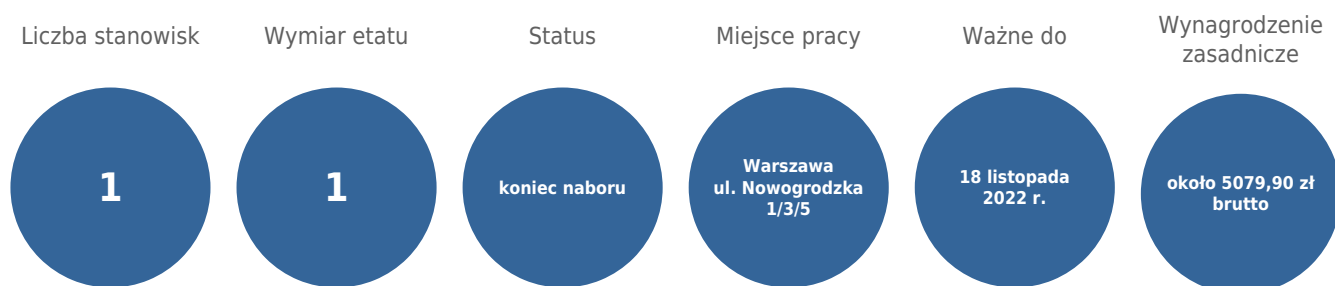 Liczba stanowisk
1
Wymiar etatu
1
Status
koniec naboru
Miejsce pracy
Warszawa
ul. Nowogrodzka
1/3/5
Ważne do
18 listopada
2022 r.
Wynagrodzenie
zasadnicze
około 5079,90 zł
brutto